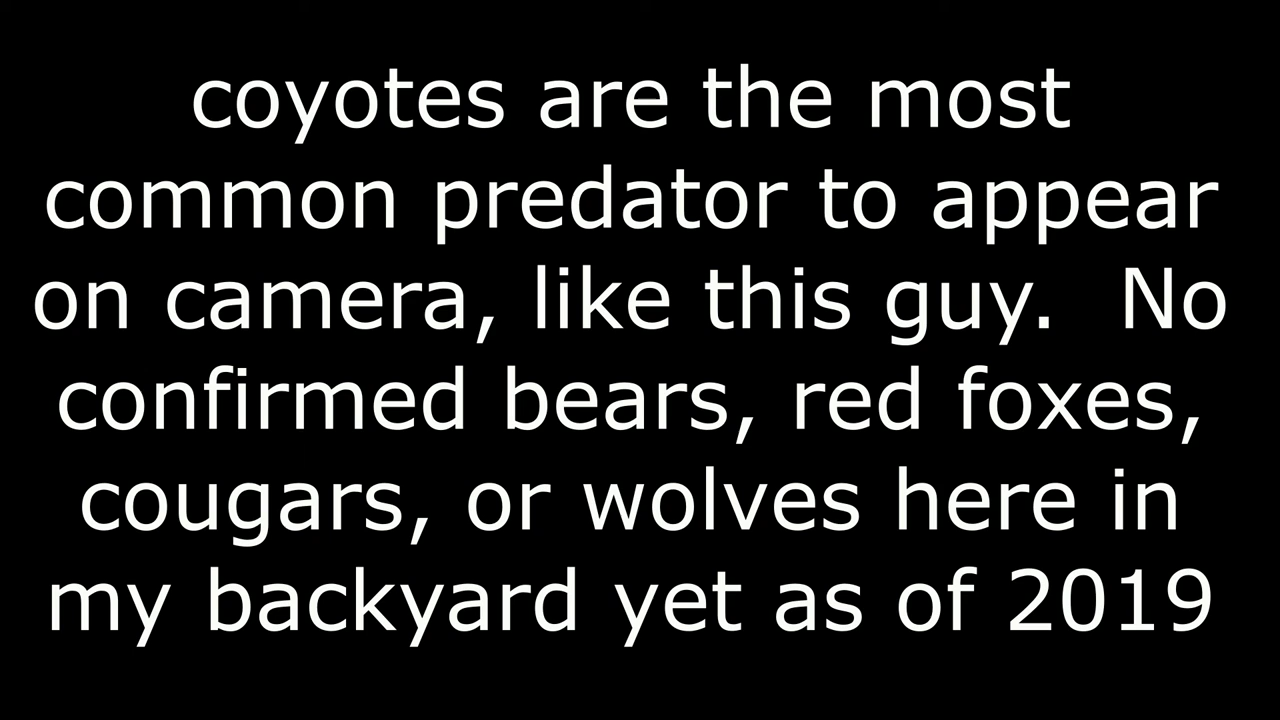 coyotes are the most
common predator to appear
on camera, like this guy.  No
confirmed bears, red foxes,
cougars, or wolves here in
my backyard yet as of 2019